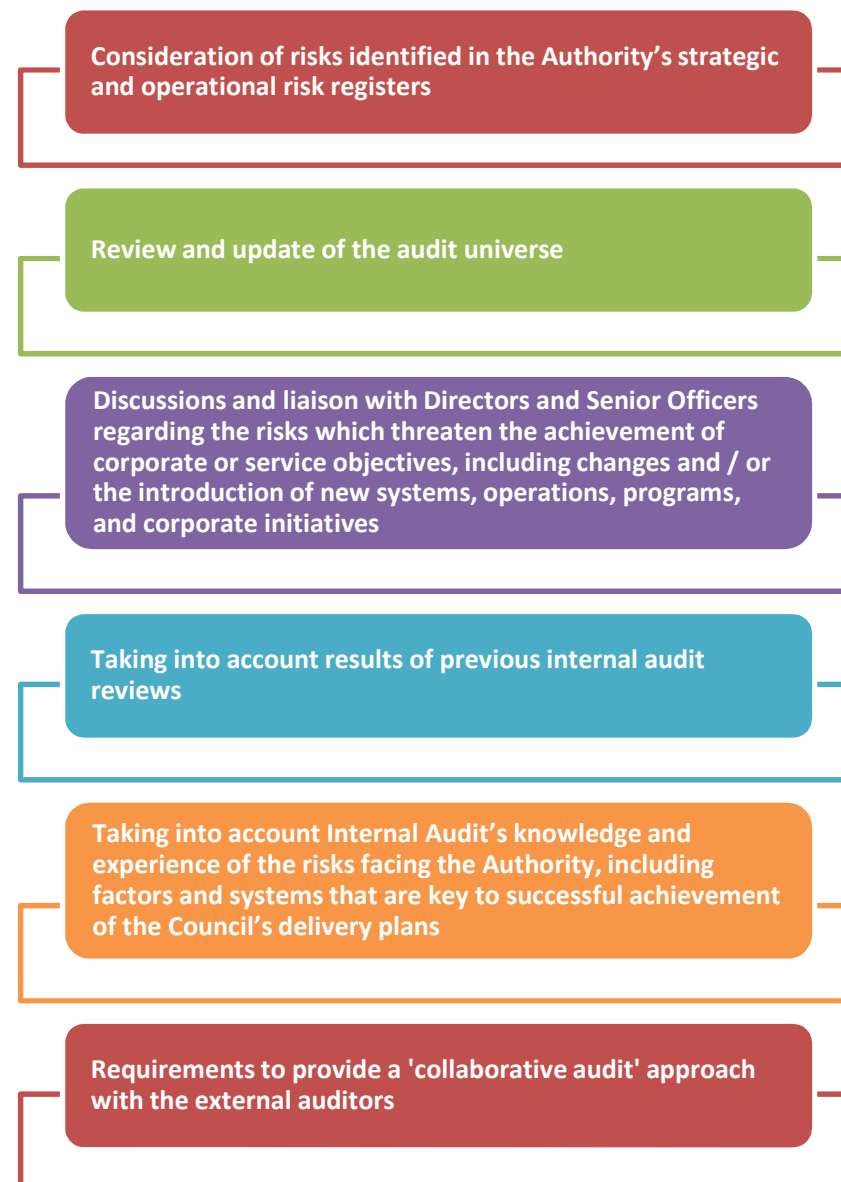 Consideration of risks identified in the Authority’s strategic
and operational risk registers
Review and update of the audit universe
Discussions and liaison with Directors and Senior Officers
regarding the risks which threaten the achievement of
corporate or service objectives, including changes and / or
the introduction of new systems, operations, programs,
and corporate initiatives
Taking into account results of previous internal audit
reviews
Taking into account Internal Audit’s knowledge and
experience of the risks facing the Authority, including
factors and systems that are key to successful achievement
of the Council’s delivery plans
Requirements to provide a 'collaborative audit' approach
with the external auditors